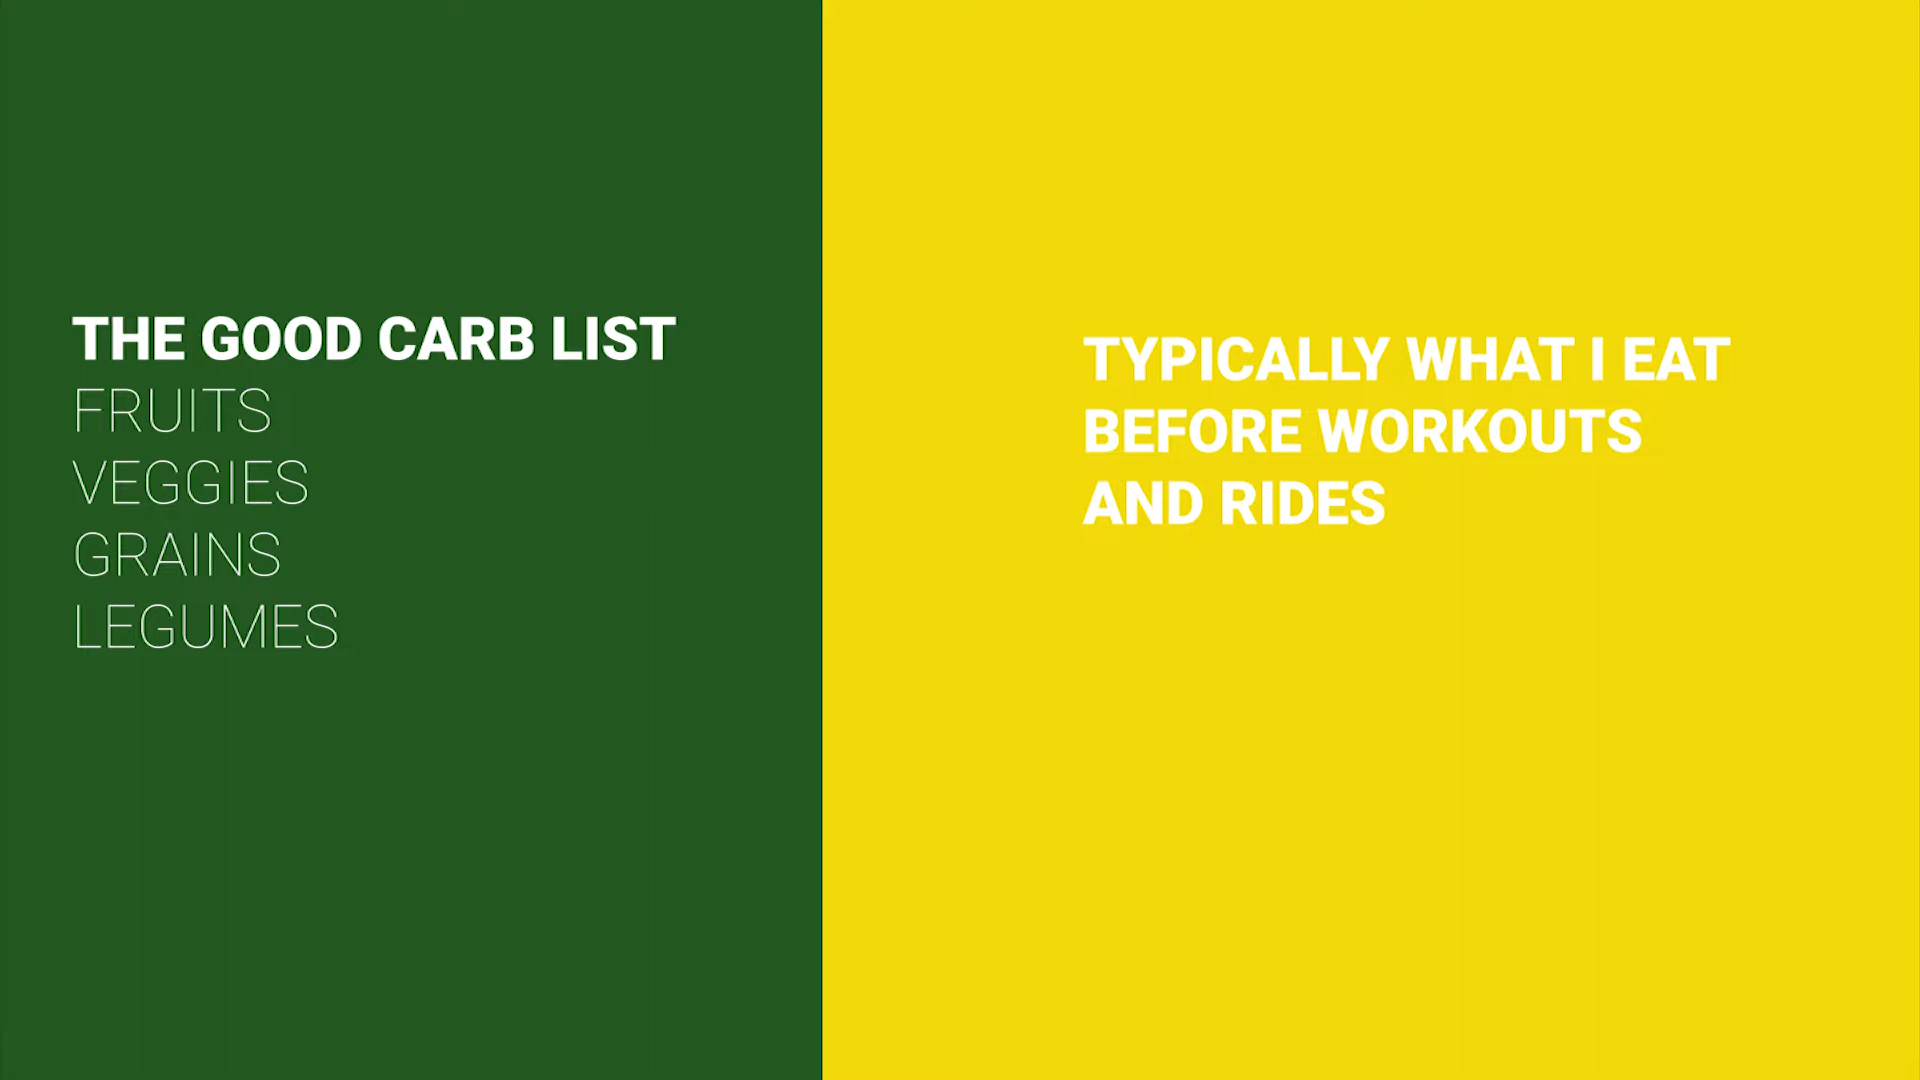 THE GOOD CARB LIST
FRUITS
VEGGIES
GRAINS
LEGUMES
TYPICALLY WHAT I EAT
BEFORE WORKOUTS
AND RIDES